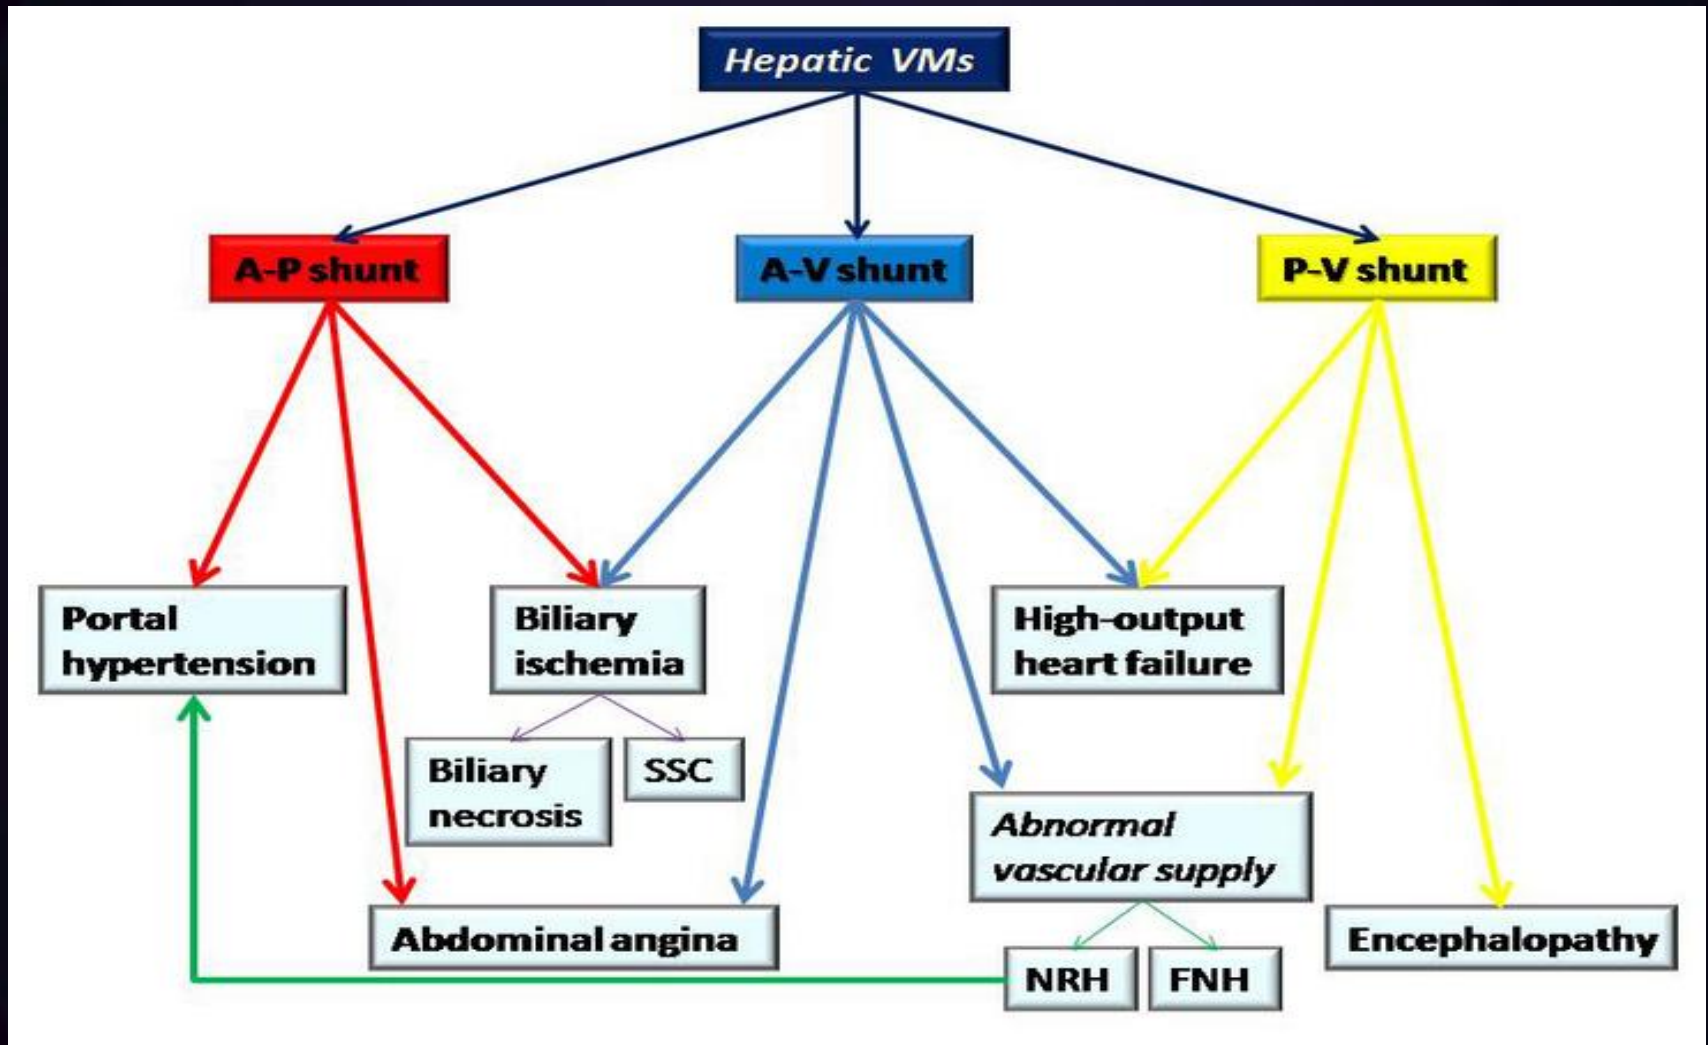 Hepatic VMs
A-P shunt
A-V shunt
P-V shunt
Portal
hypertension
Biliary
ischemia
High-output
heart failure
Biliary
necrosis
SSC
Abnormal
vascular supply
Abdominal angina
Encephalopathy
NRH
FNH